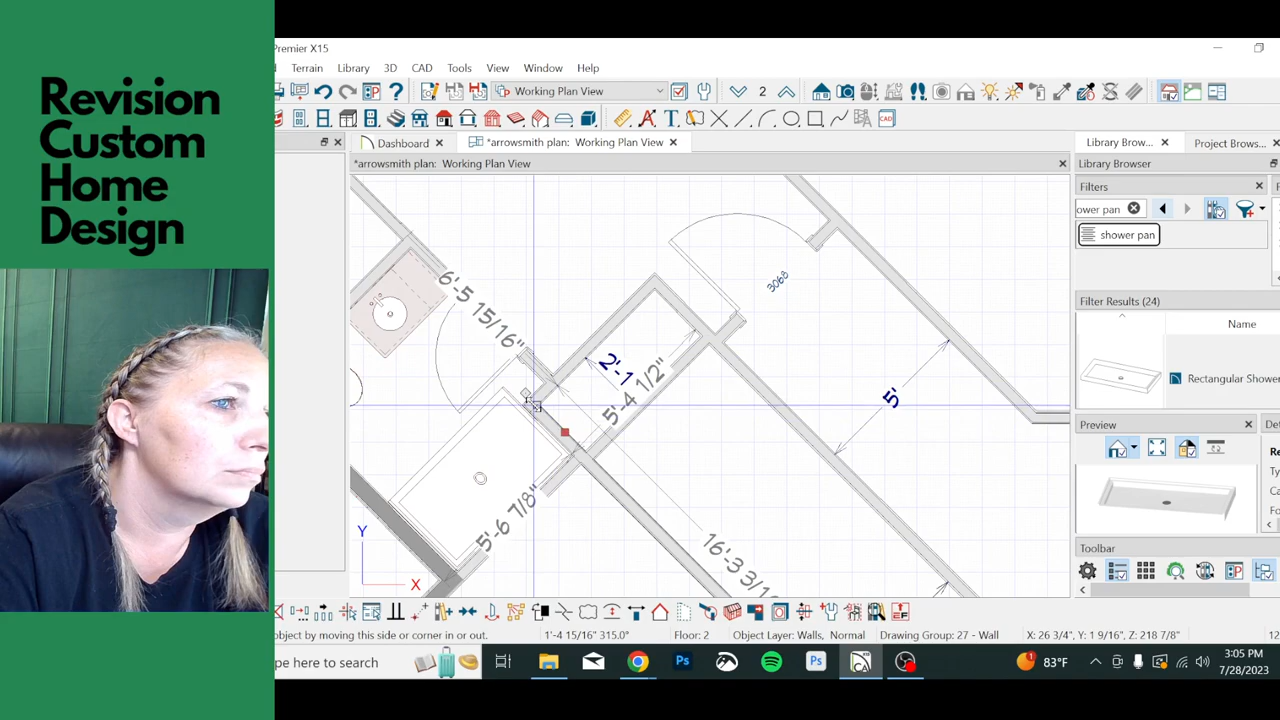 Revision
Custom
Home
Design
Premier X15
Terrain Library 3D CAD Tools View Window Help
Working Plan View
2
Dashboard
*arrowsmith plan: Working Plan View
Library Brow...
Project Brows...
*arrowsmith plan: Working Plan View
Library Browser
Filters
ower pan
shower pan
Filter Results (24)
Name
Rectangular Shower
Preview
Toolbar
6'-5 15/16"
3068
2'-1
5'-4 1/2"
5'
5'-6 7/8"
16'-3 3/16
Y
X
object by moving this side or corner in or out.
1'-4 15/16" 315.0°
Floor: 2
Object Layer: Walls, Normal
Drawing Group: 27 - Wall
X: 26 3/4", Y: 1 9/16", Z: 218 7/8"
12
pe here to search
83°F
3:05 PM
7/28/2023